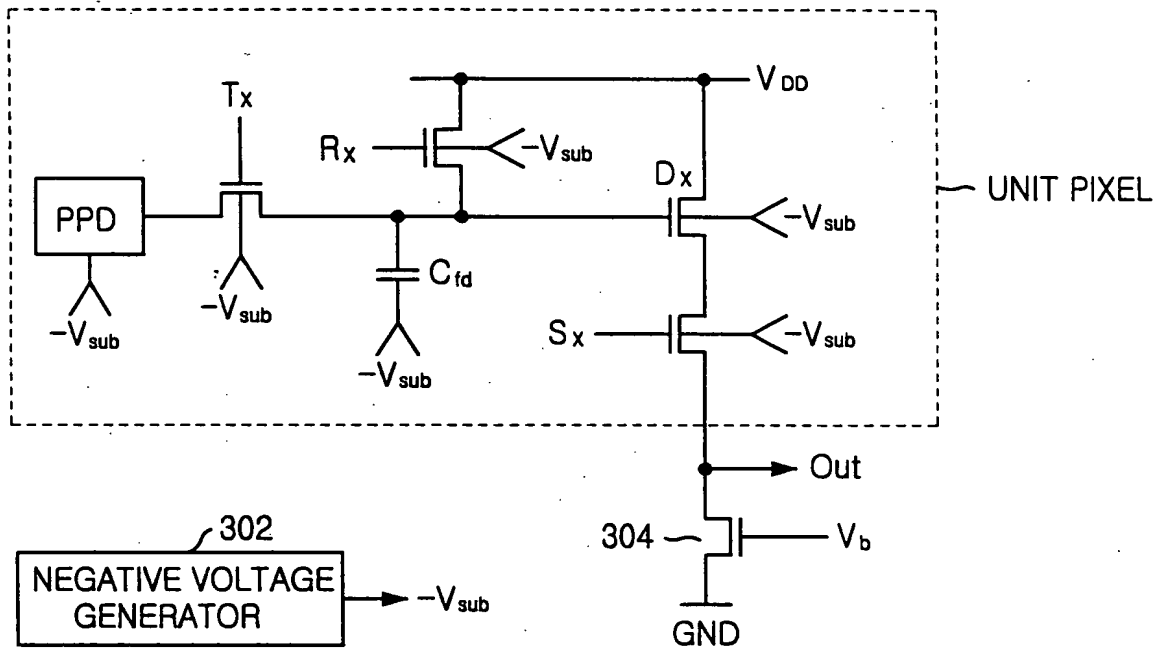 Tx
VDD
Rx
-Vsub
Dx
UNIT PIXEL
PPD
-Vsub
-Vsub
Cfd
-Vsub
Sx
-Vsub
-Vsub
Out
302
304
Vb
NEGATIVE VOLTAGE
GENERATOR
-Vsub
GND